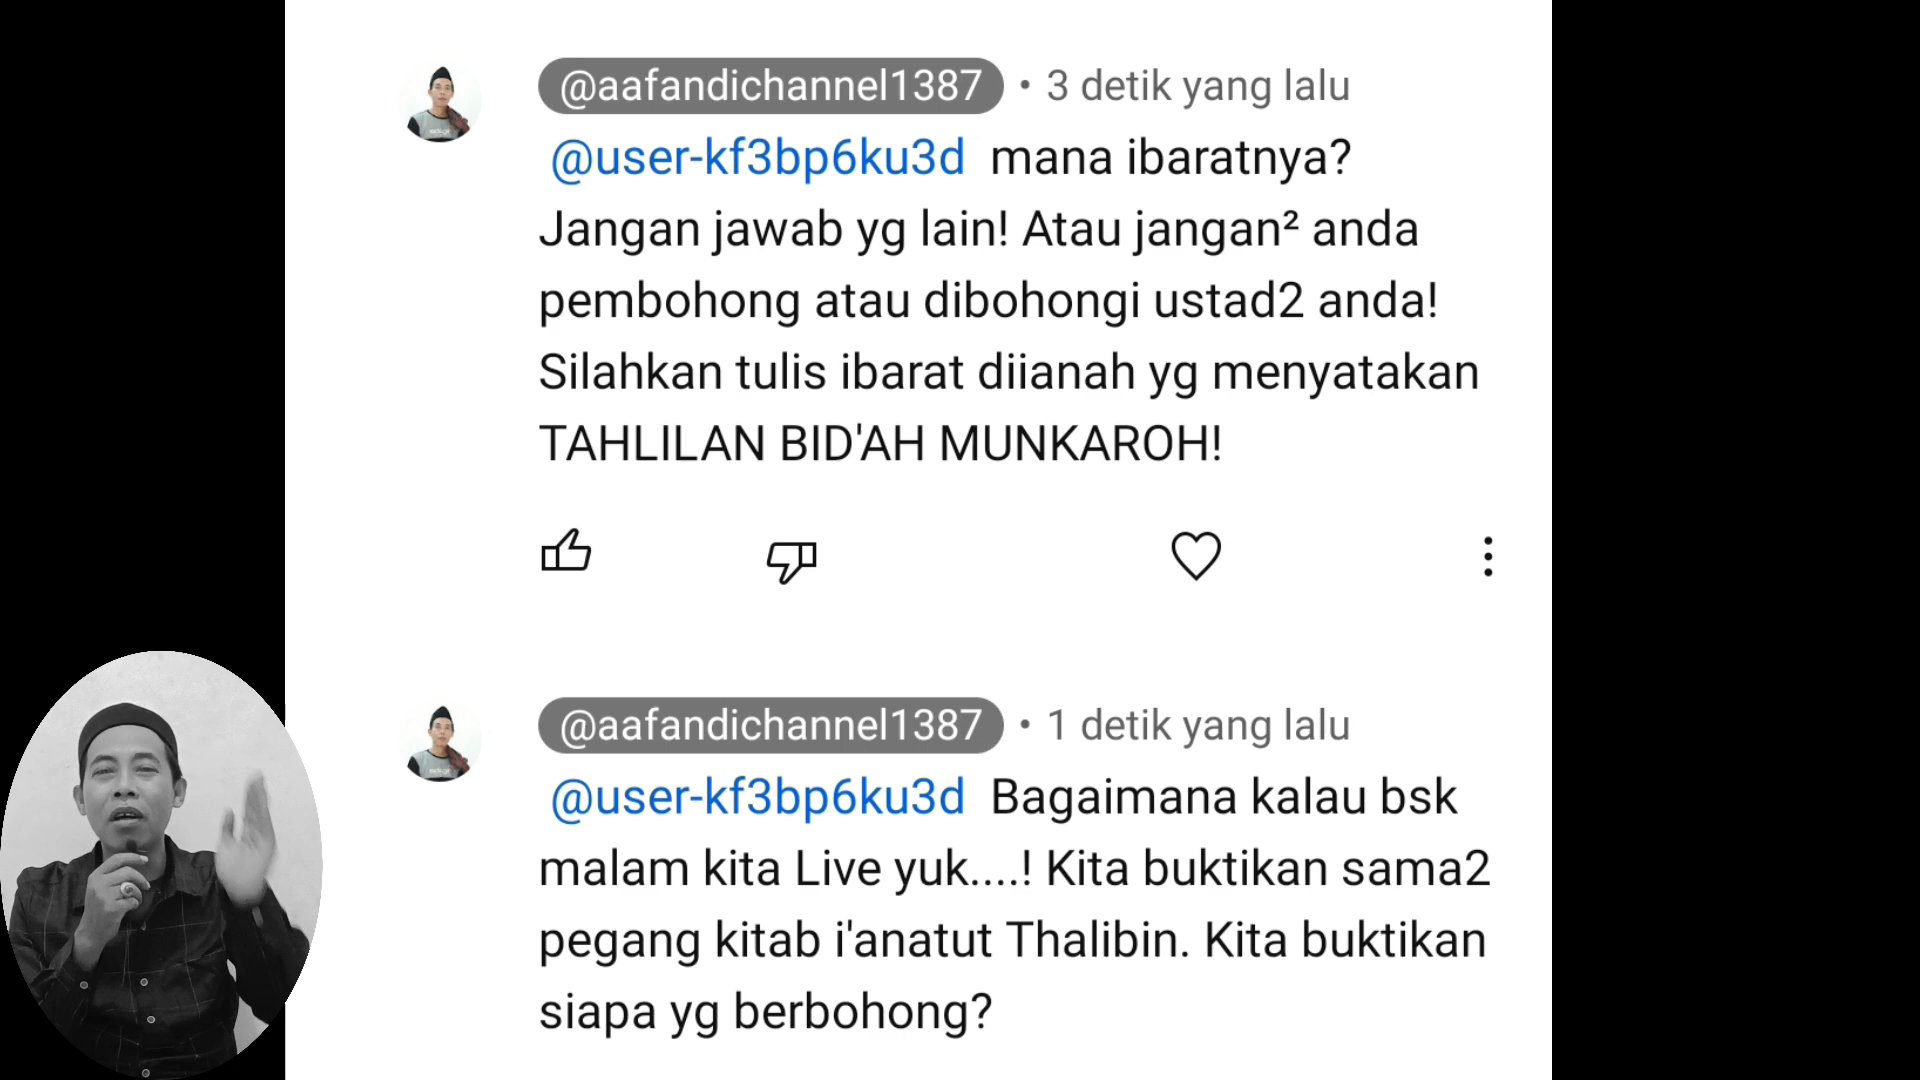 @aafandichannel1387 • 3 detik yang lalu
@user-kf3bp6ku3d mana ibaratnya?
Jangan jawab yg lain! Atau jangan² anda
pembohong atau dibohongi ustad2 anda!
Silahkan tulis ibarat diianah yg menyatakan
TAHLILAN BID'AH MUNKAROH!
@aafandichannel1387 • 1 detik yang lalu
@user-kf3bp6ku3d Bagaimana kalau bsk
malam kita Live yuk....! Kita buktikan sama2
pegang kitab i'anatut Thalibin. Kita buktikan
siapa yg berbohong?